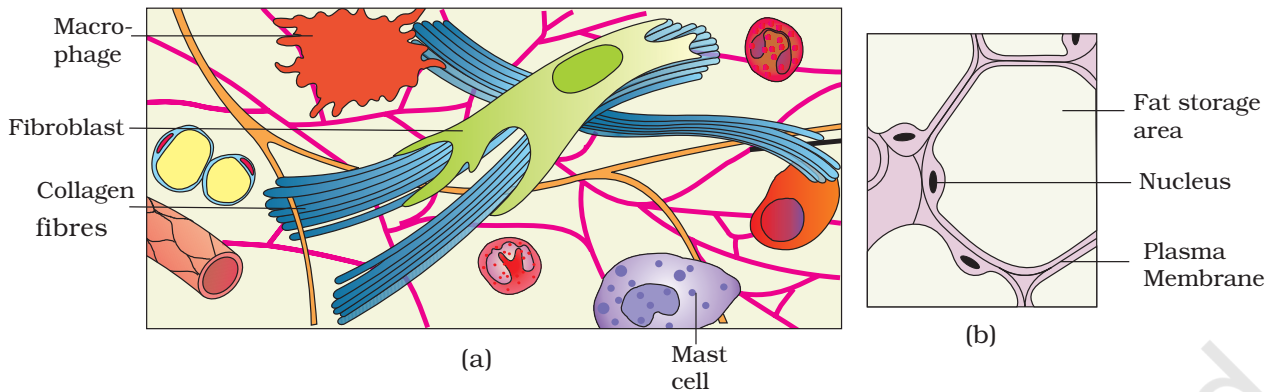 Macro-
phage
Fibroblast
Collagen
fibres
Mast
cell
(a)
Fat storage
area
Nucleus
Plasma
Membrane
(b)